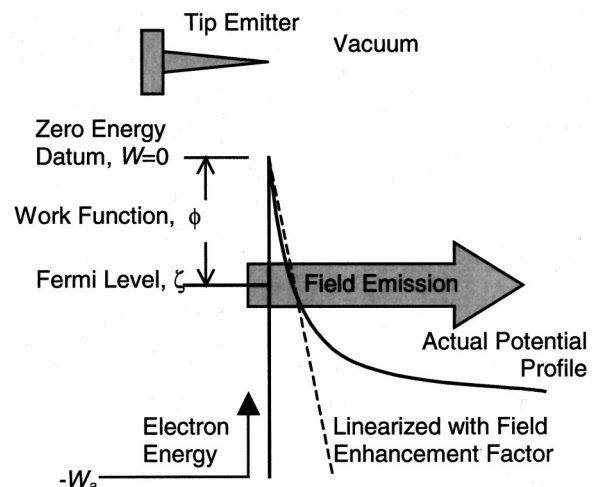 Tip Emitter
Vacuum
Zero Energy
Datum, W=0
Work Function, ϕ
Fermi Level, ζ
Field Emission
Actual Potential
Profile
Electron
Energy
Linearized with Field
Enhancement Factor
-Wₐ